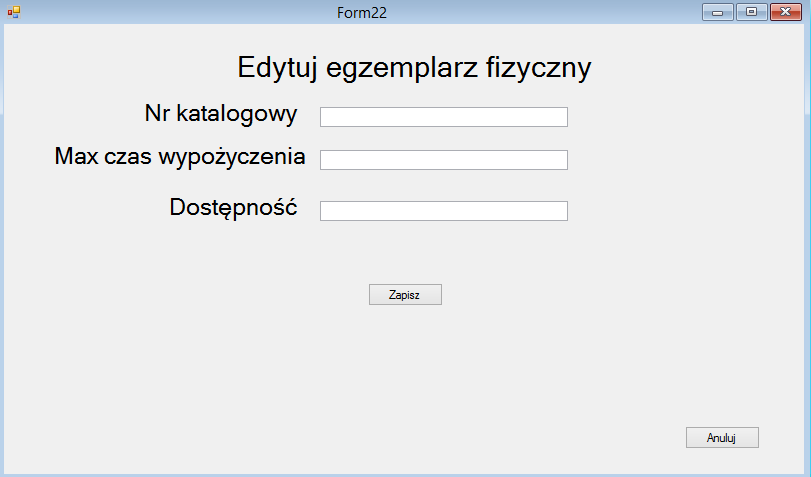 Form22
Edytuj egzemplarz fizyczny
Nr katalogowy
Max czas wypożyczenia
Dostępność
Zapisz
Anuluj